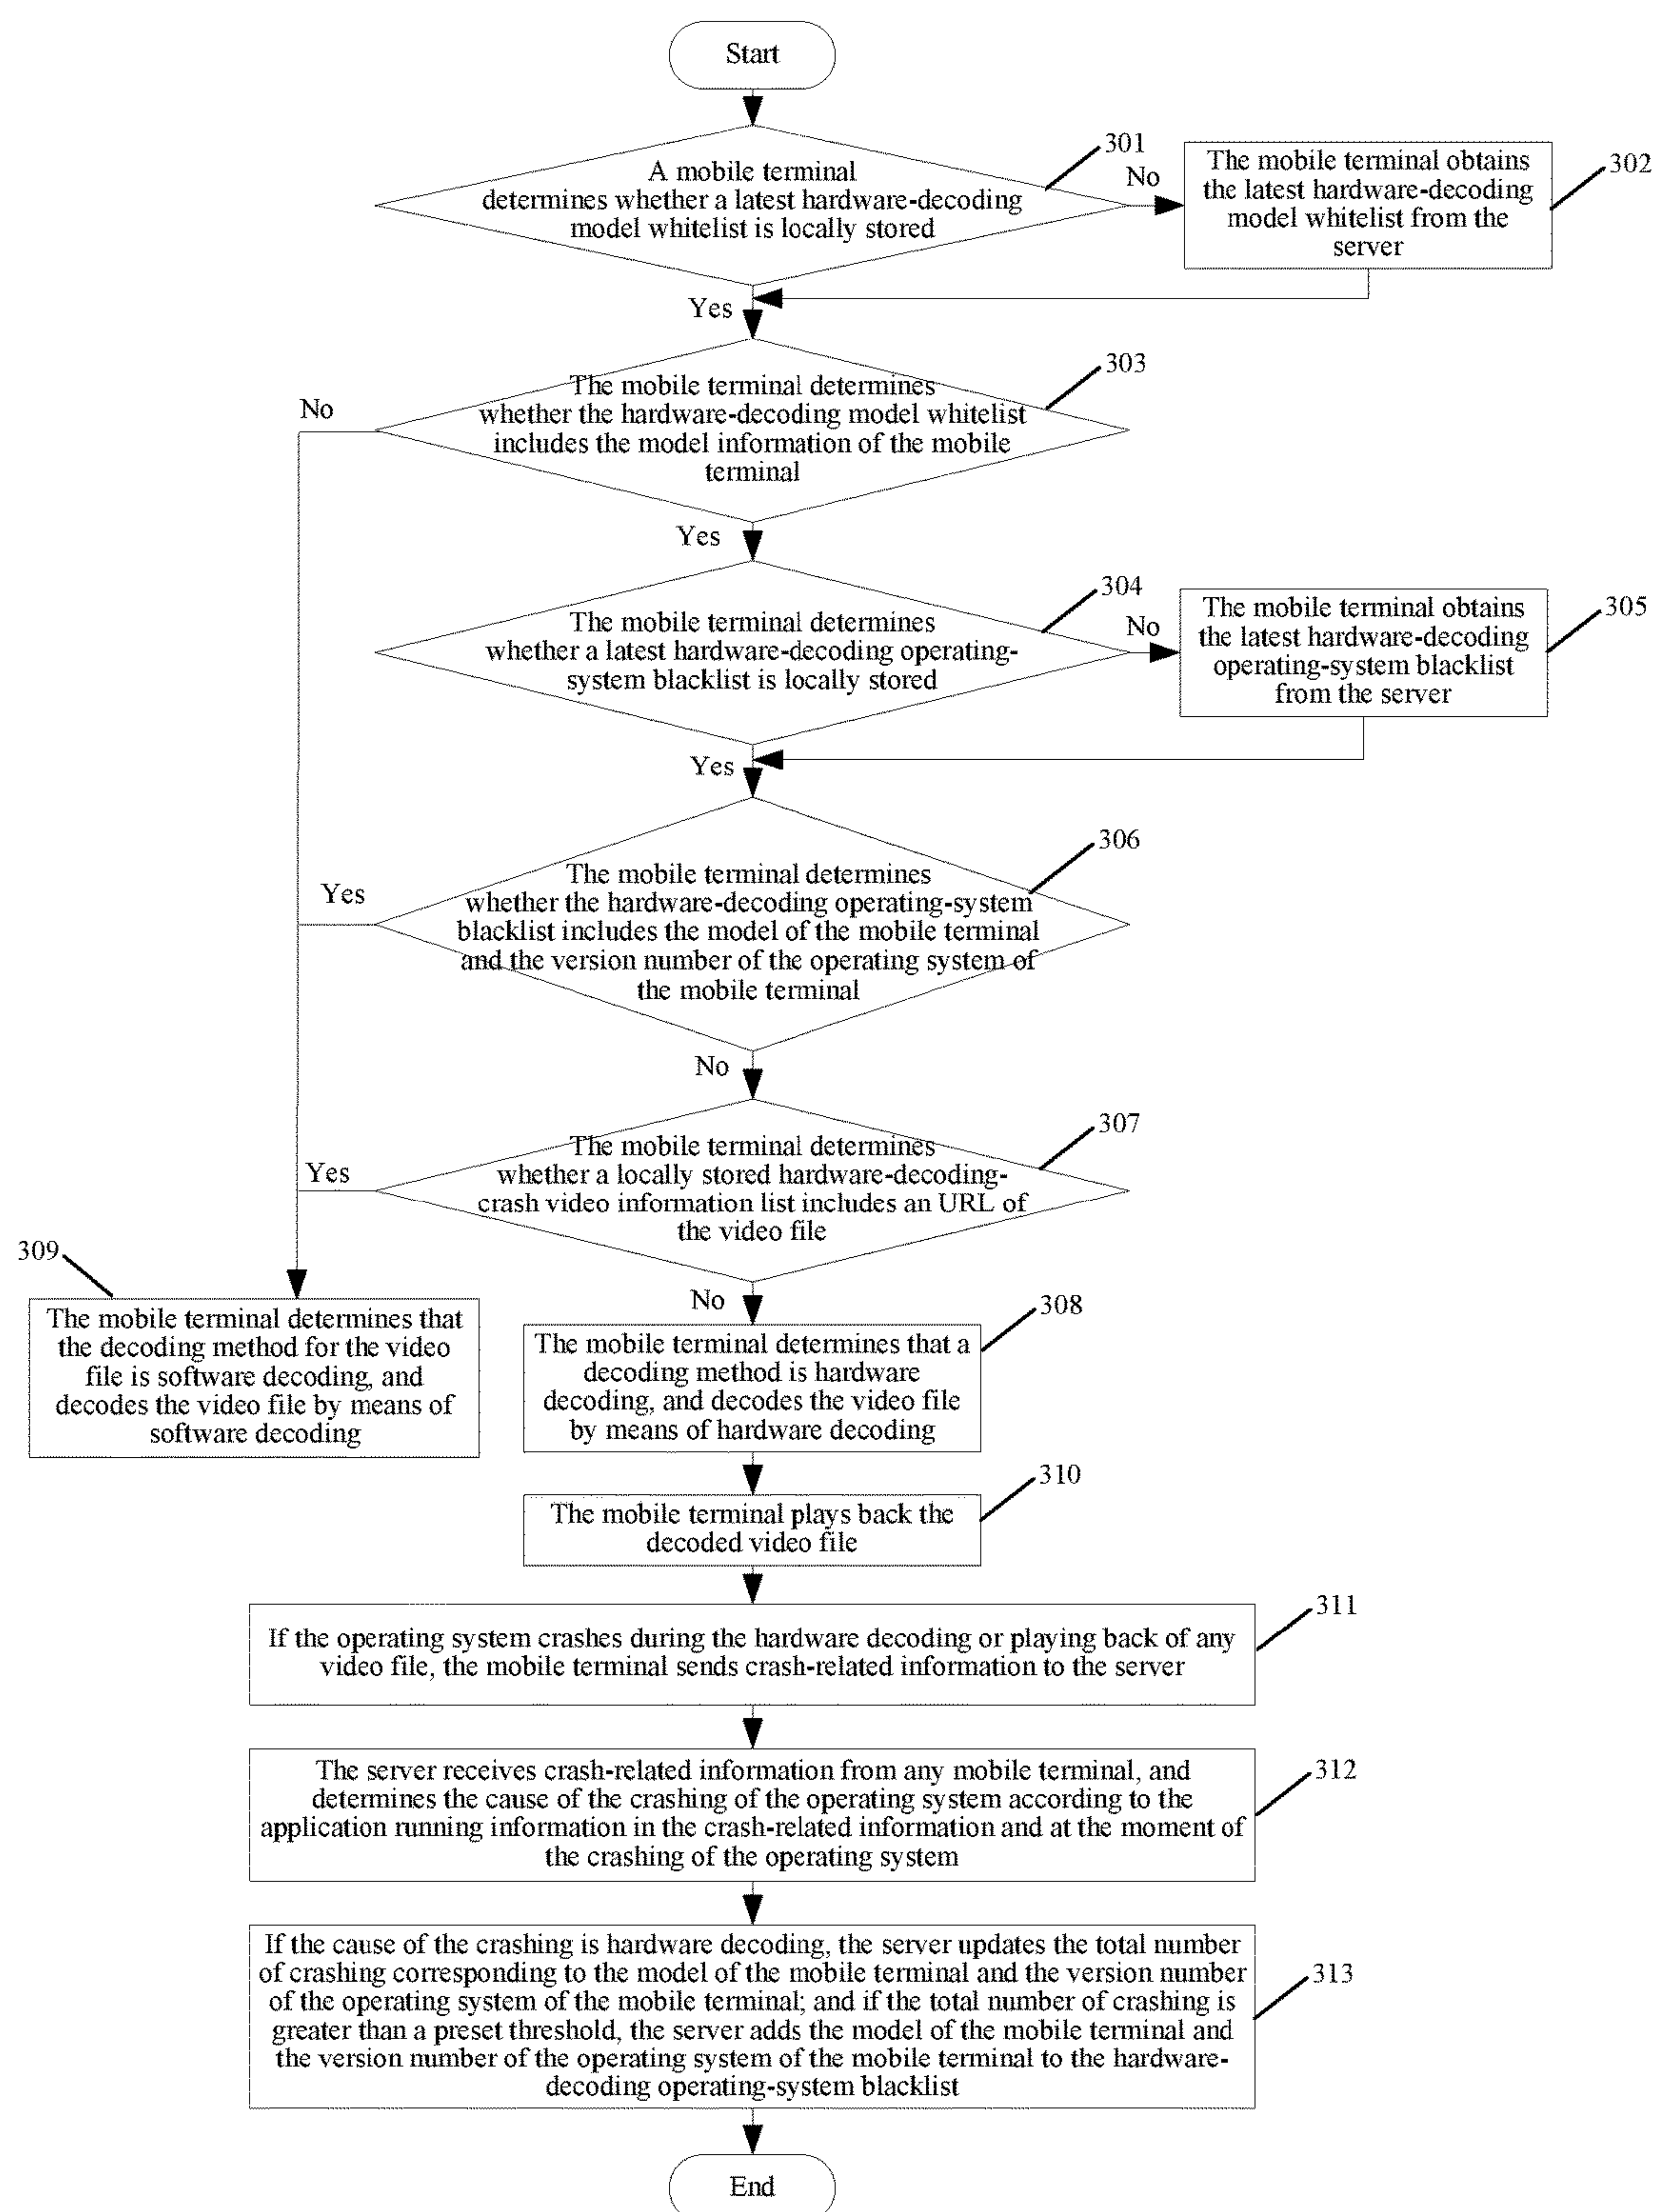 Start
301
A mobile terminal
determines whether a latest hardware-decoding
model whitelist is locally stored
No
The mobile terminal obtains
the latest hardware-decoding
model whitelist from the
server
302
Yes
303
The mobile terminal determines
whether the hardware-decoding model whitelist
includes the model information of the mobile
terminal
No
Yes
304
The mobile terminal determines
whether a latest hardware-decoding operating-
system blacklist is locally stored
No
The mobile terminal obtains
the latest hardware-decoding
operating-system blacklist
from the server
305
Yes
306
The mobile terminal determines
whether the hardware-decoding operating-system
blacklist includes the model of the mobile terminal
and the version number of the operating system of
the mobile terminal
Yes
No
307
The mobile terminal determines
whether a locally stored hardware-decoding-
crash video information list includes an URL of
the video file
Yes
No
309
The mobile terminal determines that
the decoding method for the video
file is software decoding, and
decodes the video file by means of
software decoding
308
The mobile terminal determines that a
decoding method is hardware
decoding, and decodes the video file
by means of hardware decoding
310
The mobile terminal plays back the
decoded video file
311
If the operating system crashes during the hardware decoding or playing back of any
video file, the mobile terminal sends crash-related information to the server
312
The server receives crash-related information from any mobile terminal, and
determines the cause of the crashing of the operating system according to the
application running information in the crash-related information and at the moment of
the crashing of the operating system
313
If the cause of the crashing is hardware decoding, the server updates the total number
of crashing corresponding to the model of the mobile terminal and the version number
of the operating system of the mobile terminal; and if the total number of crashing is
greater than a preset threshold, the server adds the model of the mobile terminal and
the version number of the operating system of the mobile terminal to the hardware-
decoding operating-system blacklist
End